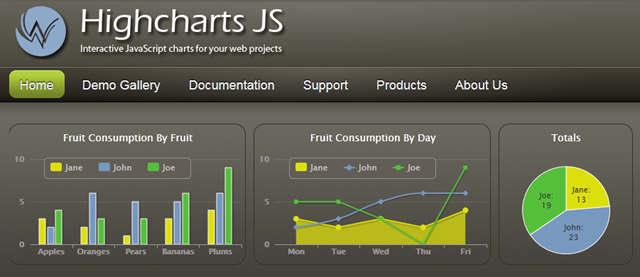 Highcharts JS
Interactive JavaScript charts for your web projects
Home Demo Gallery Documentation Support Products About Us
Fruit Consumption By Fruit
Jane John Joe
10
5
0
Apples Oranges Pears Bananas Plums
Fruit Consumption By Day
Jane John Joe
10
5
0
Mon Tue Wed Thu Fri
Totals
Joe:
19
Jane:
13
John:
23